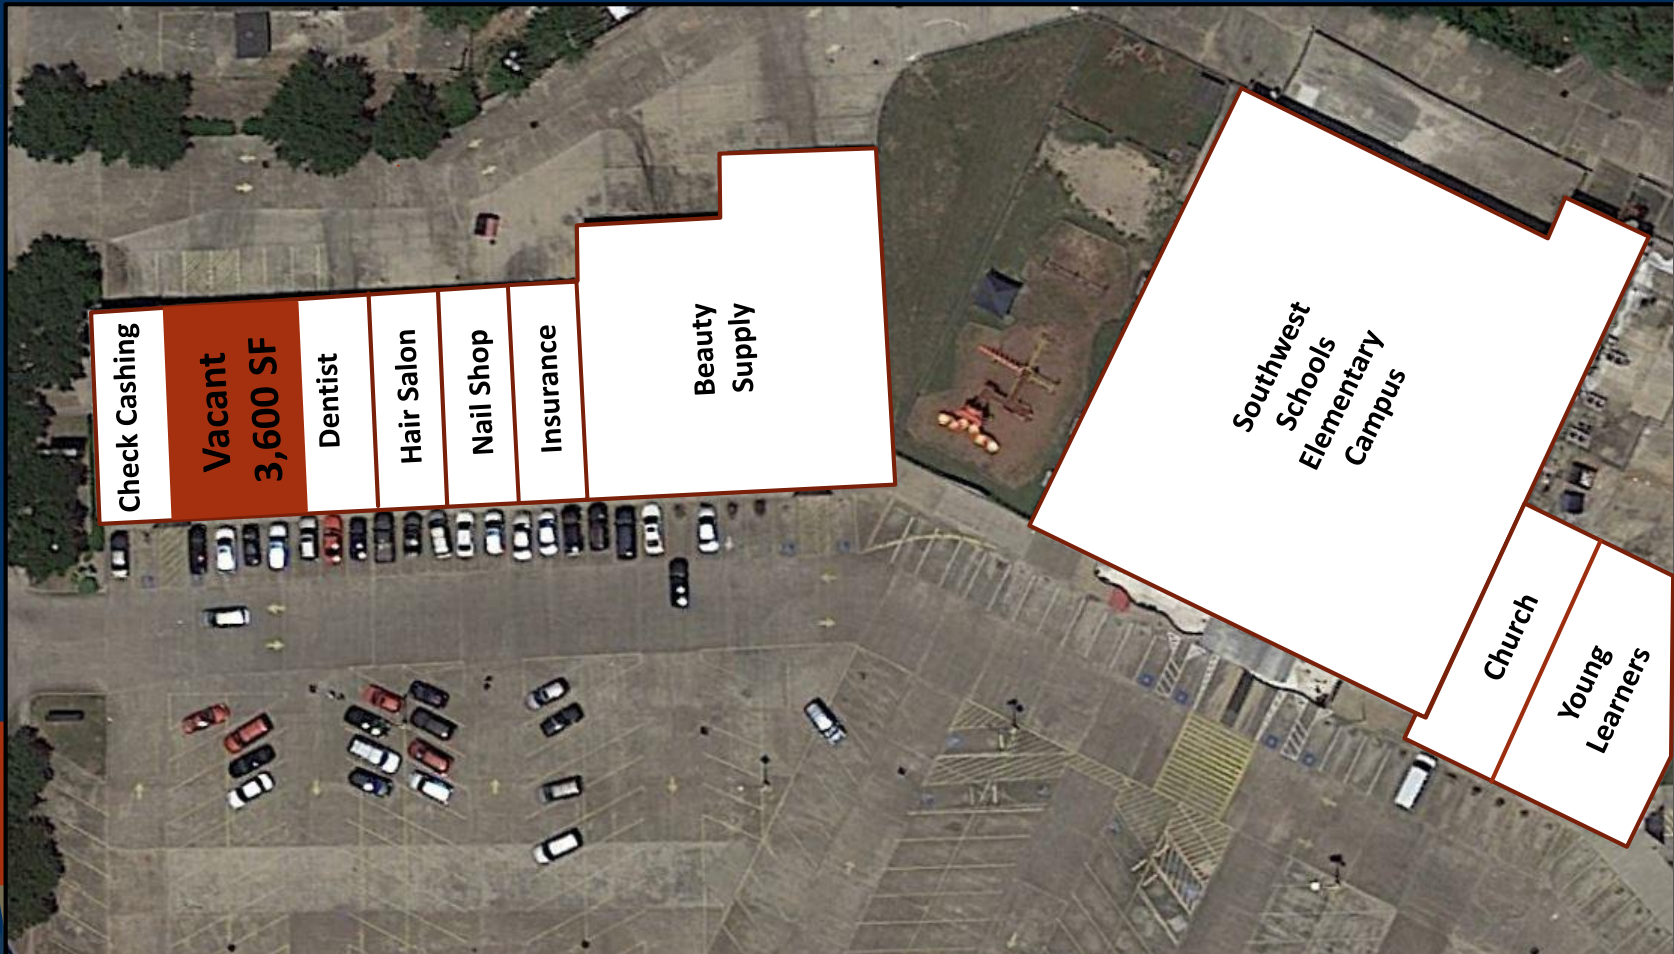 Check Cashing
Vacant
3,600 SF
Dentist
Hair Salon
Nail Shop
Insurance
Beauty
Supply
Southwest
Schools
Elementary
Campus
Church
Young
Learners